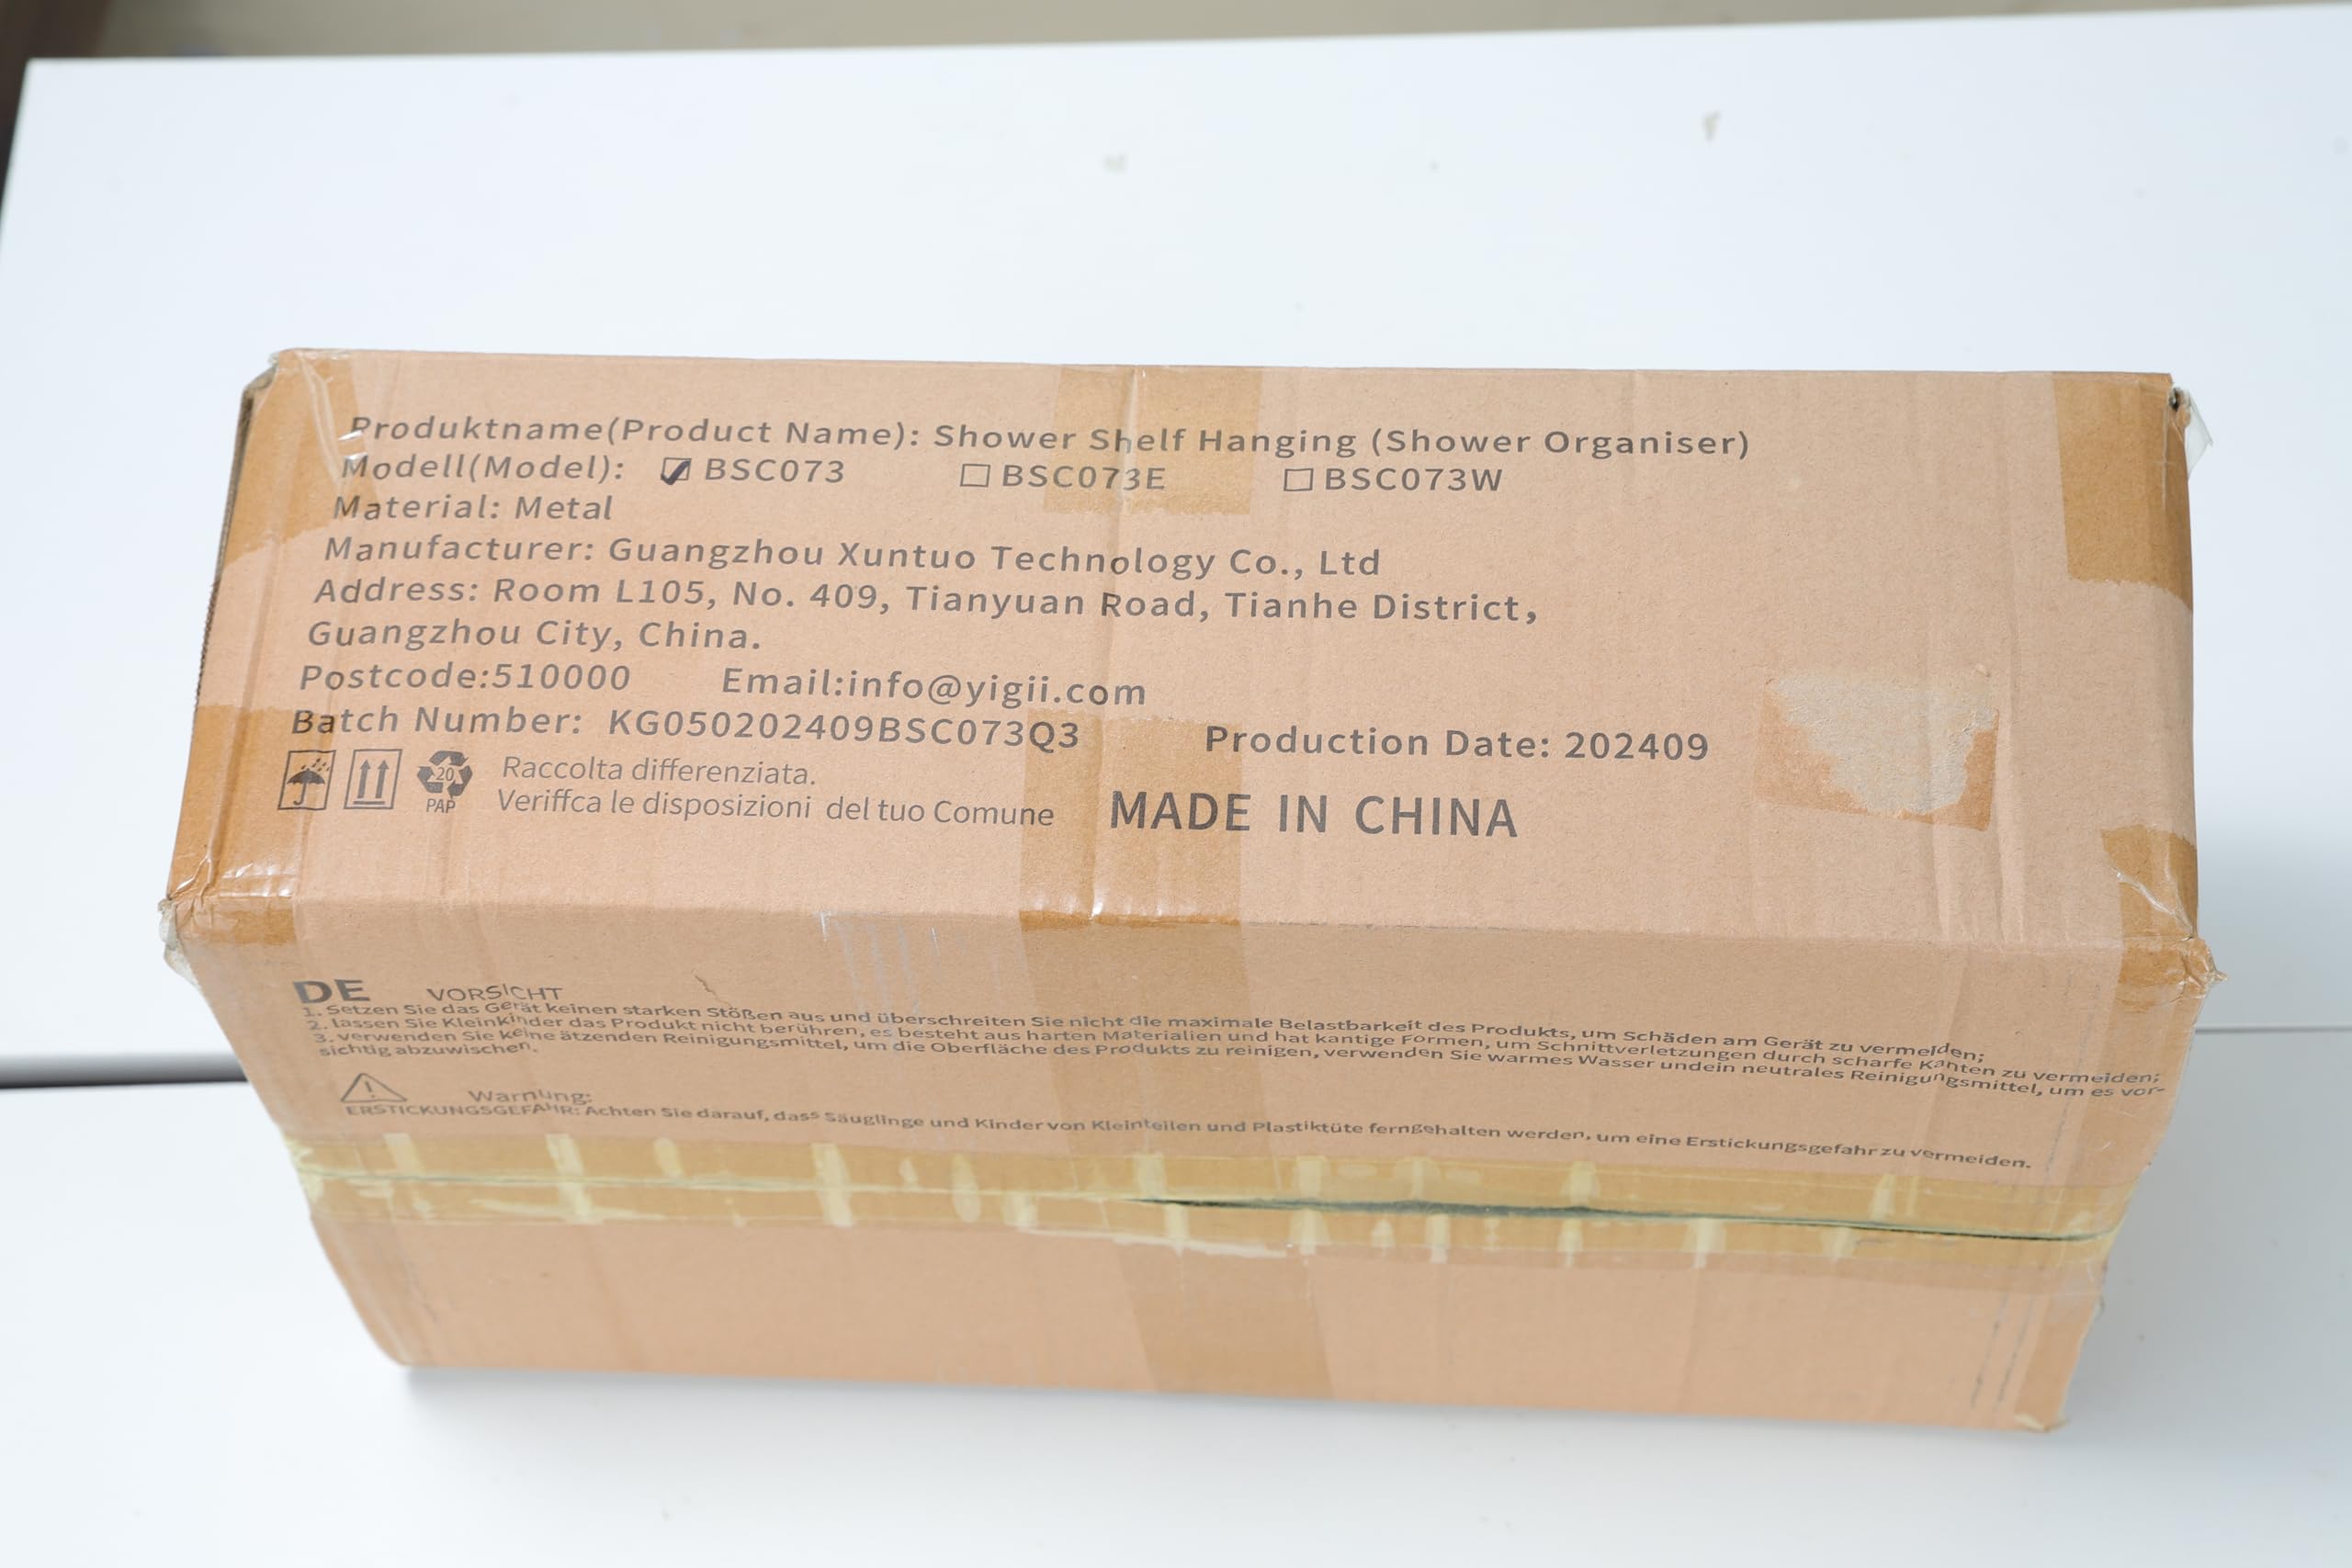 Produktname(Product Name): Shower Shelf Hanging (Shower Organiser)
Modell(Model): ☑ BSC073 ☐ BSC073E ☐ BSC073W
Material: Metal
Manufacturer: Guangzhou Xuntuo Technology Co., Ltd
Address: Room L105, No. 409, Tianyuan Road, Tianhe District,
Guangzhou City, China.
Postcode:510000 Email:info@yigii.com
Batch Number: KG050202409BSC073Q3 Production Date: 202409
20
PAP
Raccolta differenziata.
Veriffca le disposizioni del tuo Comune
MADE IN CHINA
DE VORSICHT
1. Setzen Sie das Gerät keinen starken Stößen aus und überschreiten Sie nicht die maximale Belastbarkeit des Produkts, um Schäden am Gerät zu vermeiden;
2. lassen Sie Kleinkinder das Produkt nicht berühren, es besteht aus harten Materialien und hat kantige Formen, um Schnittverletzungen durch scharfe Kanten zu vermeiden;
3. verwenden Sie keine ätzenden Reinigungsmittel, um die Oberfläche des Produkts zu reinigen, verwenden Sie warmes Wasser undein neutrales Reinigungsmittel, um es vor-
sichtig abzuwischen.
Warnung:
ERSTICKUNGSGEFAHR: Achten Sie darauf, dass Säuglinge und Kinder von Kleinteilen und Plastiktüte ferngehalten werden, um eine Erstickungsgefahr zu vermeiden.